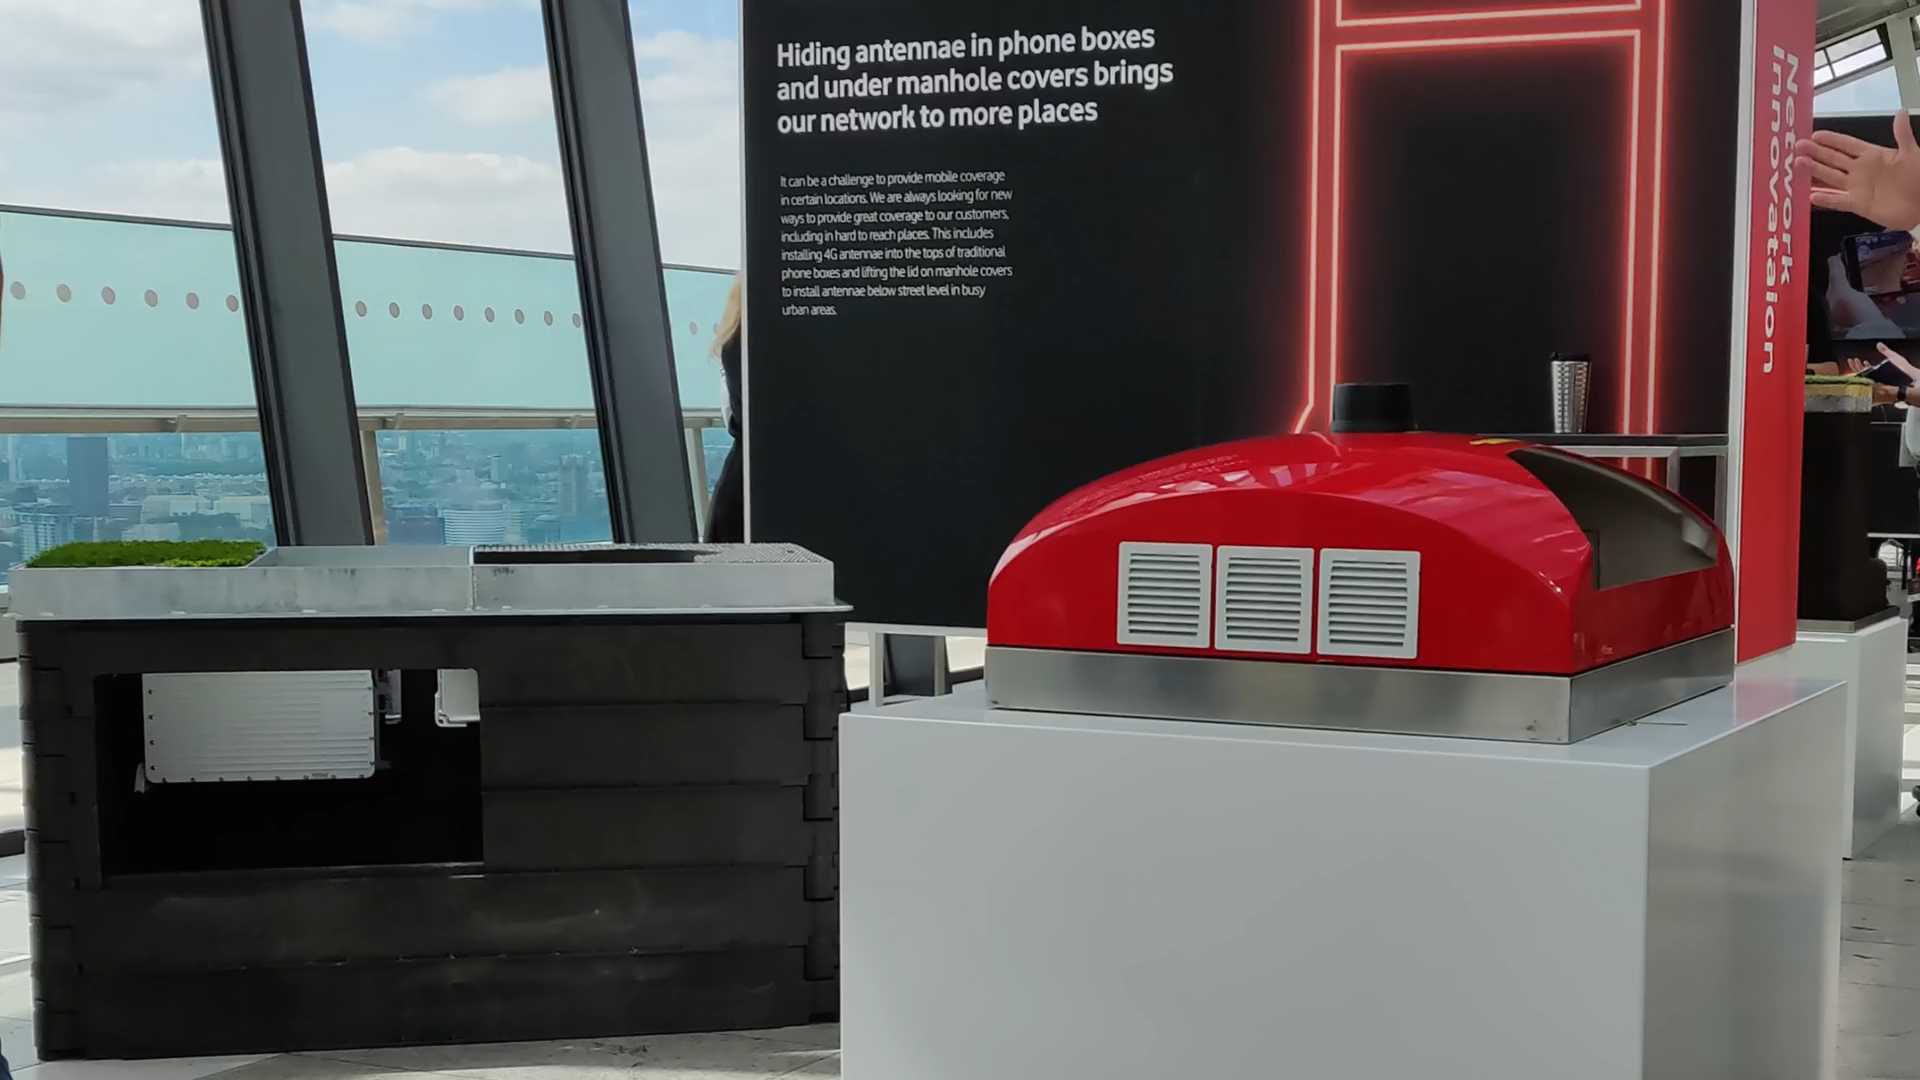 Hiding antennae in phone boxes
and under manhole covers brings
our network to more places
It can be a challenge to provide mobile coverage
in certain locations. We are always looking for new
ways to provide great coverage to our customers,
including in hard to reach places. This includes
installing 4G antennae into the tops of traditional
phone boxes and lifting the lid on manhole covers
to install antennae below street level in busy
urban areas.
Network
Innovataion